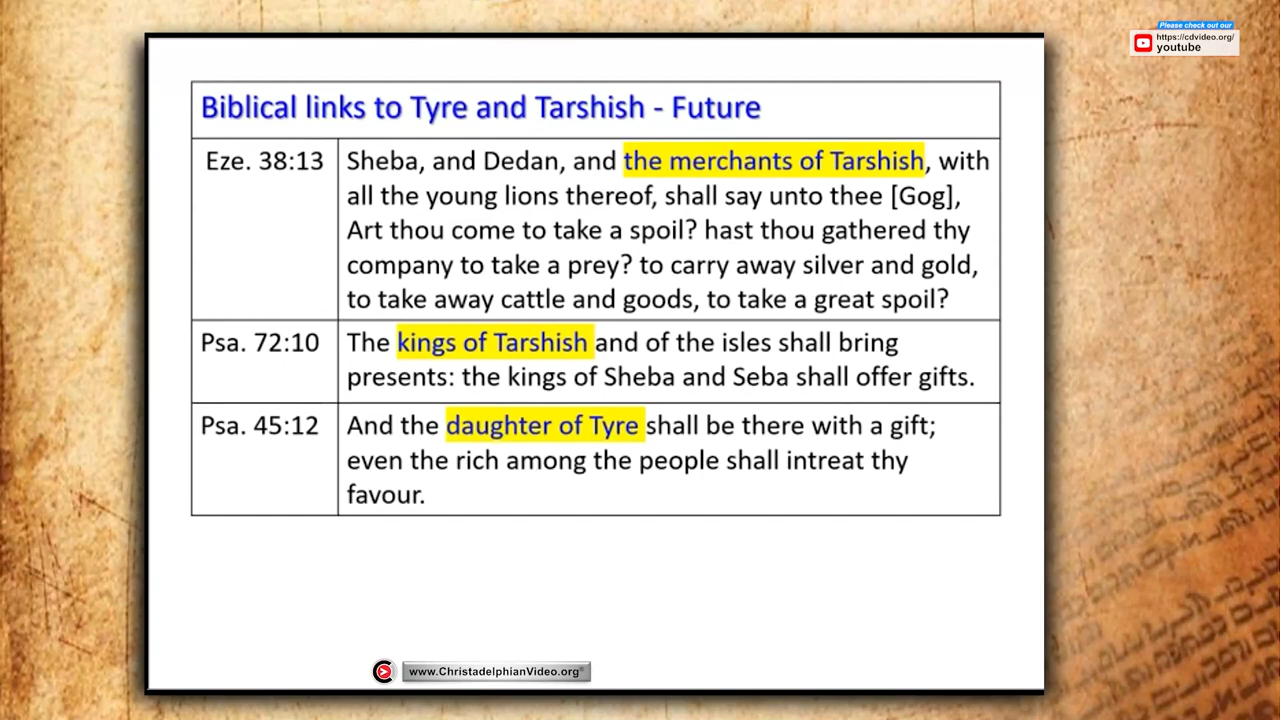 Please check out our
https://cdvideo.org/
youtube
Biblical links to Tyre and Tarshish - Future
Eze. 38:13
Sheba, and Dedan, and the merchants of Tarshish, with
all the young lions thereof, shall say unto thee [Gog],
Art thou come to take a spoil? hast thou gathered thy
company to take a prey? to carry away silver and gold,
to take away cattle and goods, to take a great spoil?
Psa. 72:10
The kings of Tarshish and of the isles shall bring
presents: the kings of Sheba and Seba shall offer gifts.
Psa. 45:12
And the daughter of Tyre shall be there with a gift;
even the rich among the people shall intreat thy
favour.
www.ChristadelphianVideo.org